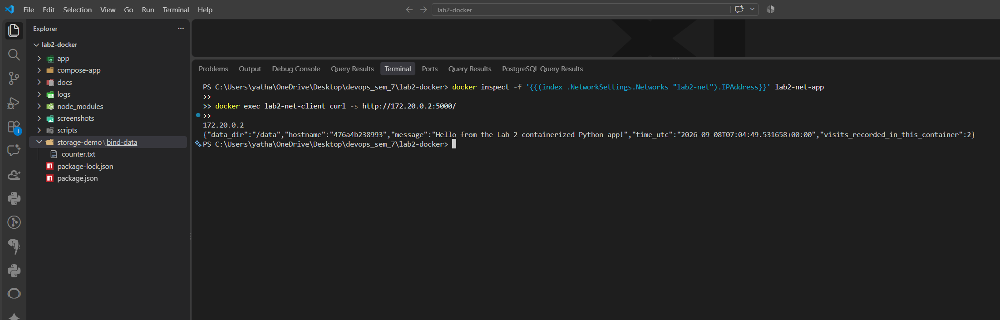 File Edit Selection View Go Run Terminal Help
lab2-docker
Explorer
lab2-docker
app
compose-app
docs
logs
node_modules
screenshots
scripts
storage-demo\bind-data
counter.txt
package-lock.json
package.json
1
Problems Output Debug Console Query Results Terminal Ports Query Results PostgreSQL Query Results
PS C:\Users\yatha\OneDrive\Desktop\devops_sem_7\lab2-docker> docker inspect -f '{{(index .NetworkSettings.Networks "lab2-net").IPAddress}}' lab2-net-app
>>
>> docker exec lab2-net-client curl -s http://172.20.0.2:5000/
>>
172.20.0.2
{"data_dir":"/data","hostname":"476a4b238993","message":"Hello from the Lab 2 containerized Python app!","time_utc":"2026-09-08T07:04:49.531658+00:00","visits_recorded_in_this_container":2}
PS C:\Users\yatha\OneDrive\Desktop\devops_sem_7\lab2-docker>